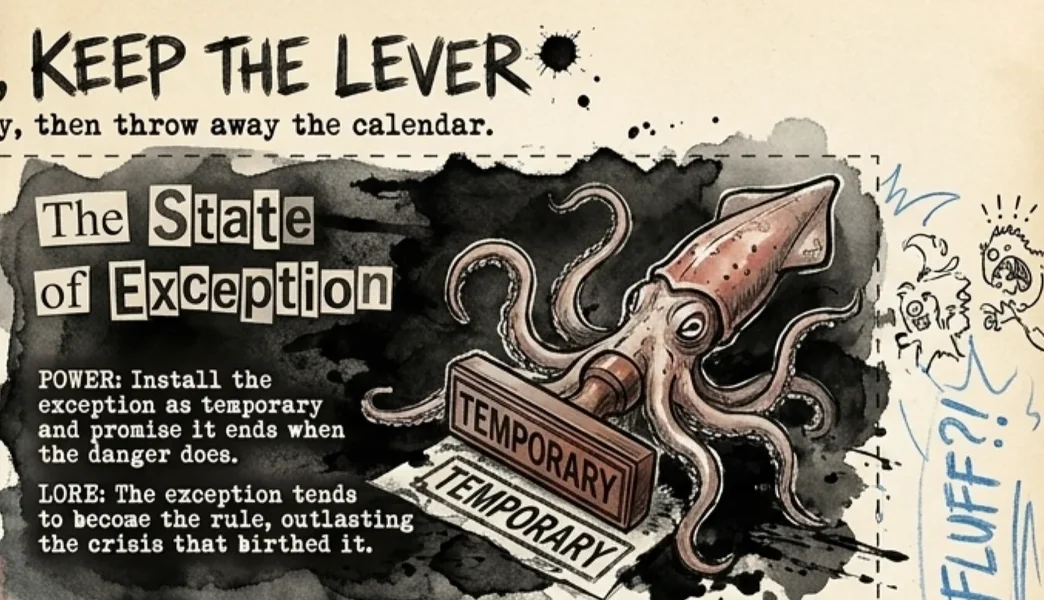 , KEEP THE LEVER
y, then throw away the calendar.
The State
of Exception
POWER: Install the
exception as temporary
and promise it ends when
the danger does.
LORE: The exception tends
to become the rule, outlasting
the crisis that birthed it.
TEMPORARY
TEMPORARY
FLUFF?!